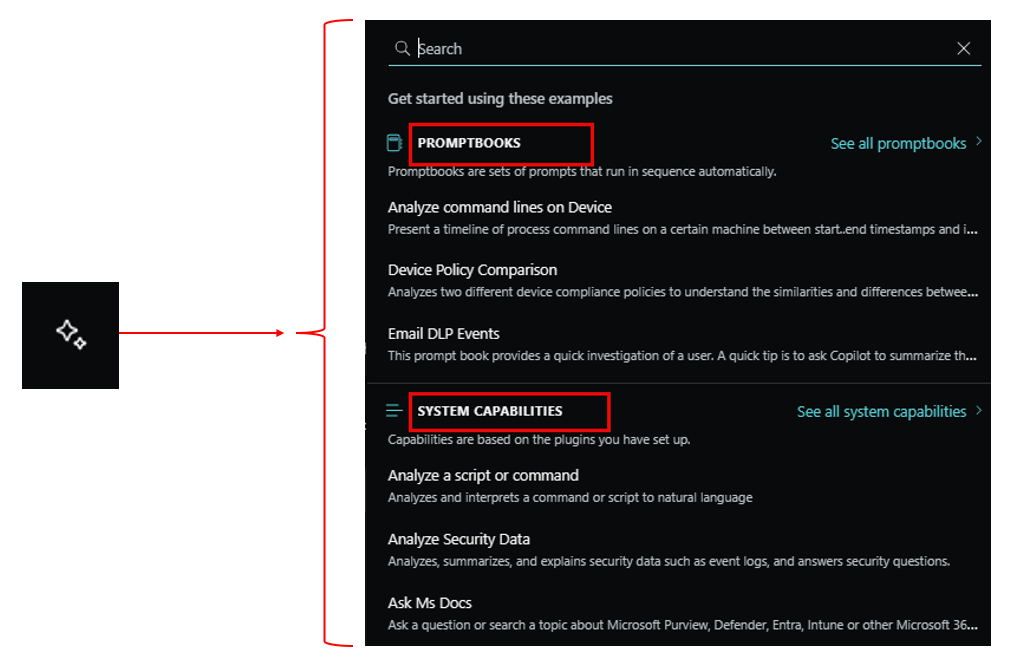 Search
Get started using these examples
PROMPTBOOKS
See all promptbooks
Promptbooks are sets of prompts that run in sequence automatically.
Analyze command lines on Device
Present a timeline of process command lines on a certain machine between start..end timestamps and i...
Device Policy Comparison
Analyzes two different device compliance policies to understand the similarities and differences betwee...
Email DLP Events
This prompt book provides a quick investigation of a user. A quick tip is to ask Copilot to summarize th...
SYSTEM CAPABILITIES
See all system capabilities
Capabilities are based on the plugins you have set up.
Analyze a script or command
Analyzes and interprets a command or script to natural language
Analyze Security Data
Analyzes, summarizes, and explains security data such as event logs, and answers security questions.
Ask Ms Docs
Ask a question or search a topic about Microsoft Purview, Defender, Entra, Intune or other Microsoft 36...